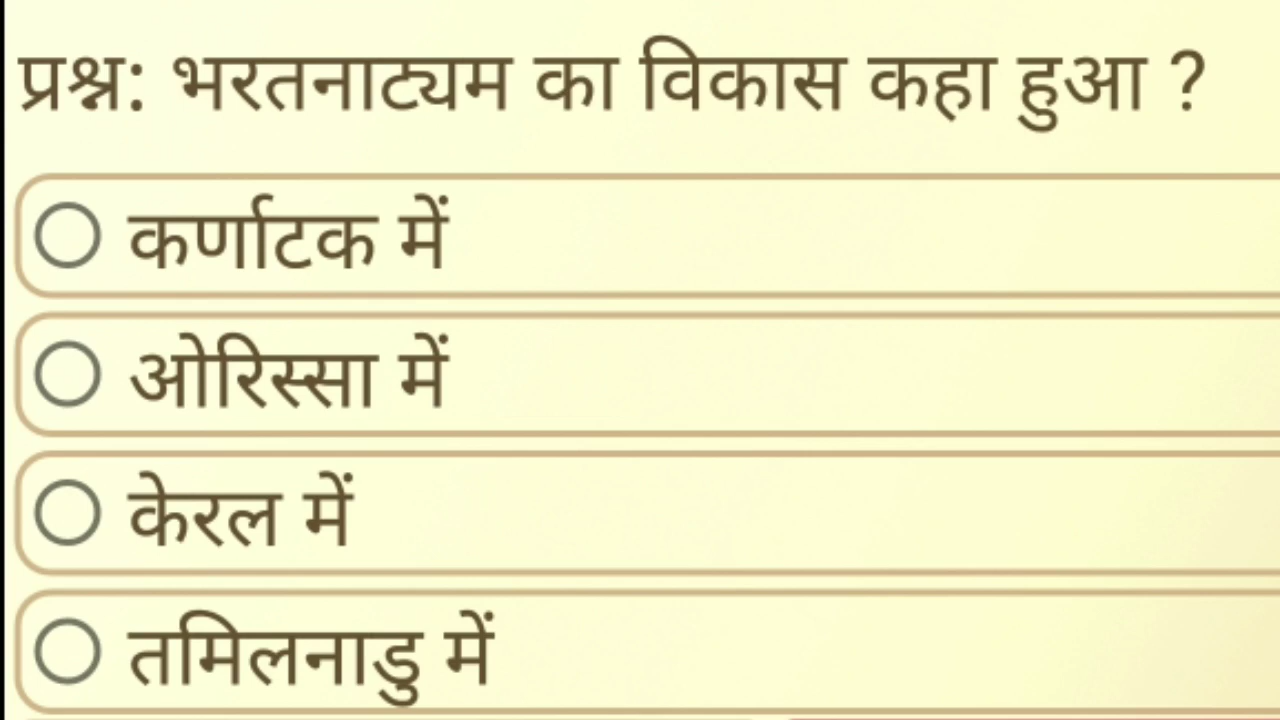 प्रश्न: भरतनाट्यम का विकास कहा हुआ ?
कर्णाटक में
ओरिस्सा में
केरल में
तमिलनाडु में